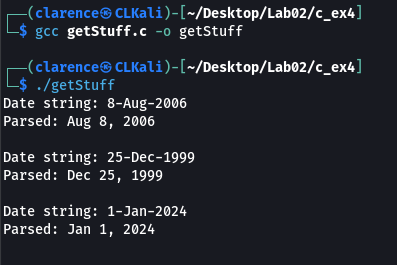 ┌──(clarence㉿CLKali)-[~/Desktop/Lab02/c_ex4]
└─$ gcc getStuff.c -o getStuff
┌──(clarence㉿CLKali)-[~/Desktop/Lab02/c_ex4]
└─$ ./getStuff
Date string: 8-Aug-2006
Parsed: Aug 8, 2006
Date string: 25-Dec-1999
Parsed: Dec 25, 1999
Date string: 1-Jan-2024
Parsed: Jan 1, 2024